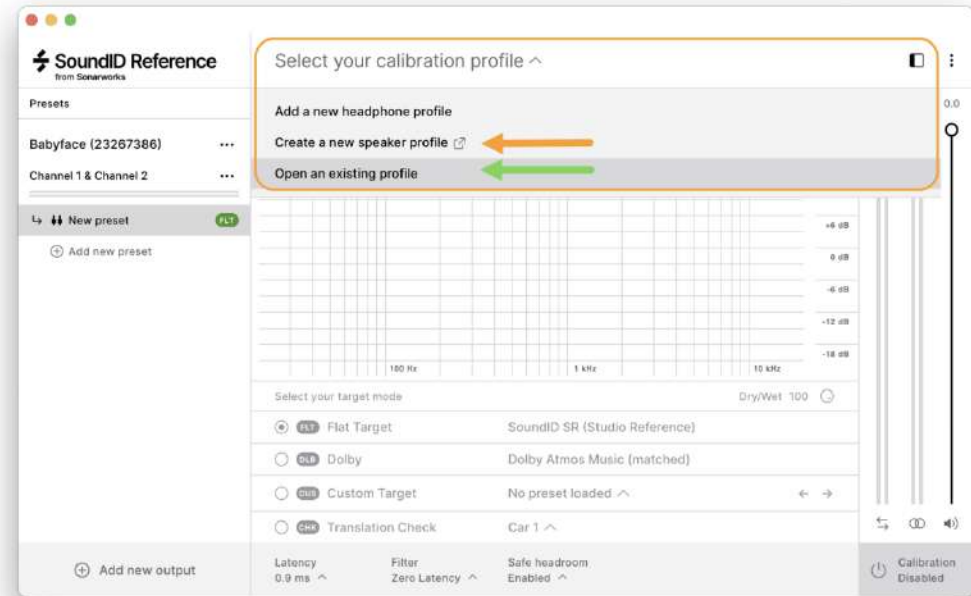 SoundID Reference
from Sonarworks
Presets
Babyface (23267386)
Channel 1 & Channel 2
New preset
FLT
Add new preset
Add new output
Select your calibration profile
Add a new headphone profile
Create a new speaker profile
Open an existing profile
0.0
+6 dB
0 dB
-6 dB
-12 dB
-18 dB
100 Hz
1 kHz
10 kHz
Select your target mode
Dry/Wet 100
FLT Flat Target SoundID SR (Studio Reference)
DLB Dolby Dolby Atmos Music (matched)
CUS Custom Target No preset loaded
CHK Translation Check Car 1
Latency
0.9 ms
Filter
Zero Latency
Safe headroom
Enabled
Calibration
Disabled